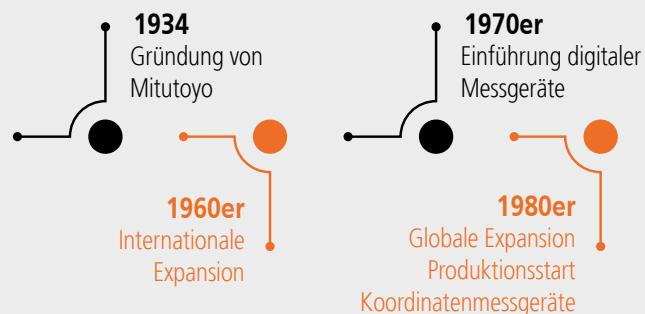 1934
Gründung von
Mitutoyo
1960er
Internationale
Expansion
1970er
Einführung digitaler
Messgeräte
1980er
Globale Expansion
Produktionsstart
Koordinatenmessgeräte